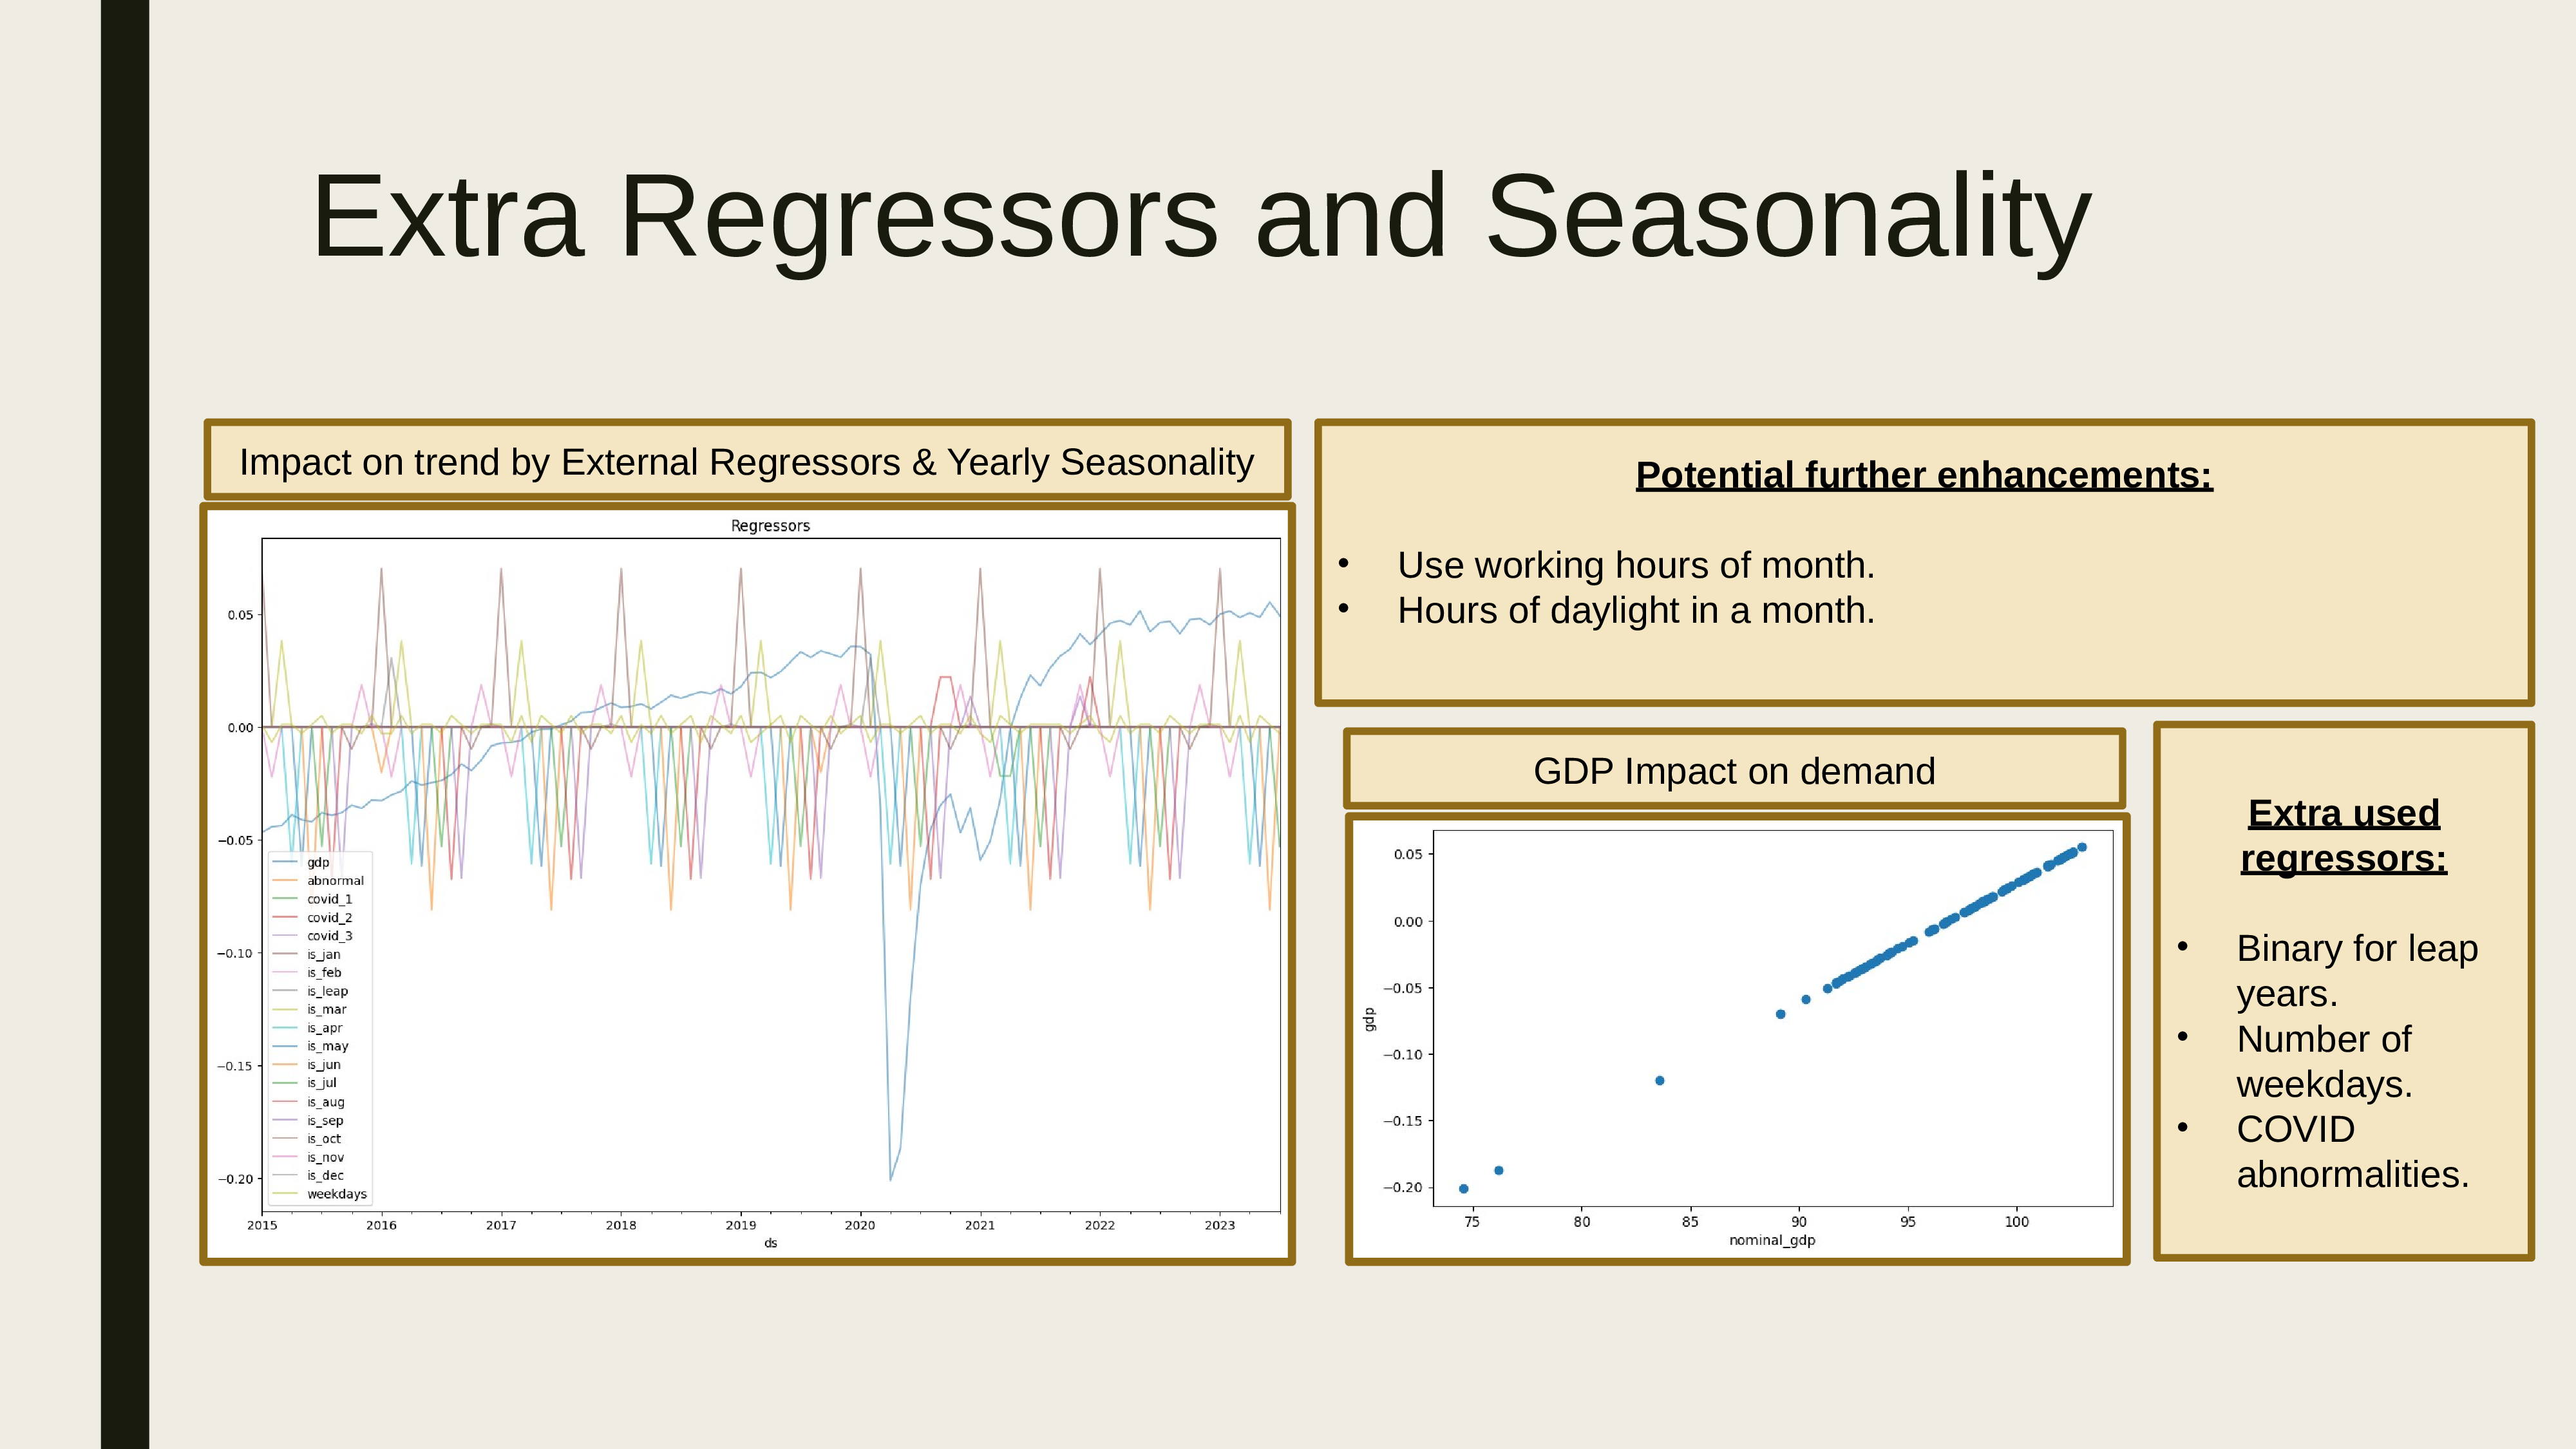 Extra Regressors and Seasonality
Impact on trend by External Regressors & Yearly Seasonality
Regressors
0.05
0.00
−0.05
−0.10
−0.15
−0.20
gdp
abnormal
covid_1
covid_2
covid_3
is_jan
is_feb
is_leap
is_mar
is_apr
is_may
is_jun
is_jul
is_aug
is_sep
is_oct
is_nov
is_dec
weekdays
2015 2016 2017 2018 2019 2020 2021 2022 2023
ds
Potential further enhancements:
• Use working hours of month.
• Hours of daylight in a month.
GDP Impact on demand
0.05
0.00
−0.05
−0.10
−0.15
−0.20
gdp
75 80 85 90 95 100
nominal_gdp
Extra used
regressors:
• Binary for leap
years.
• Number of
weekdays.
• COVID
abnormalities.